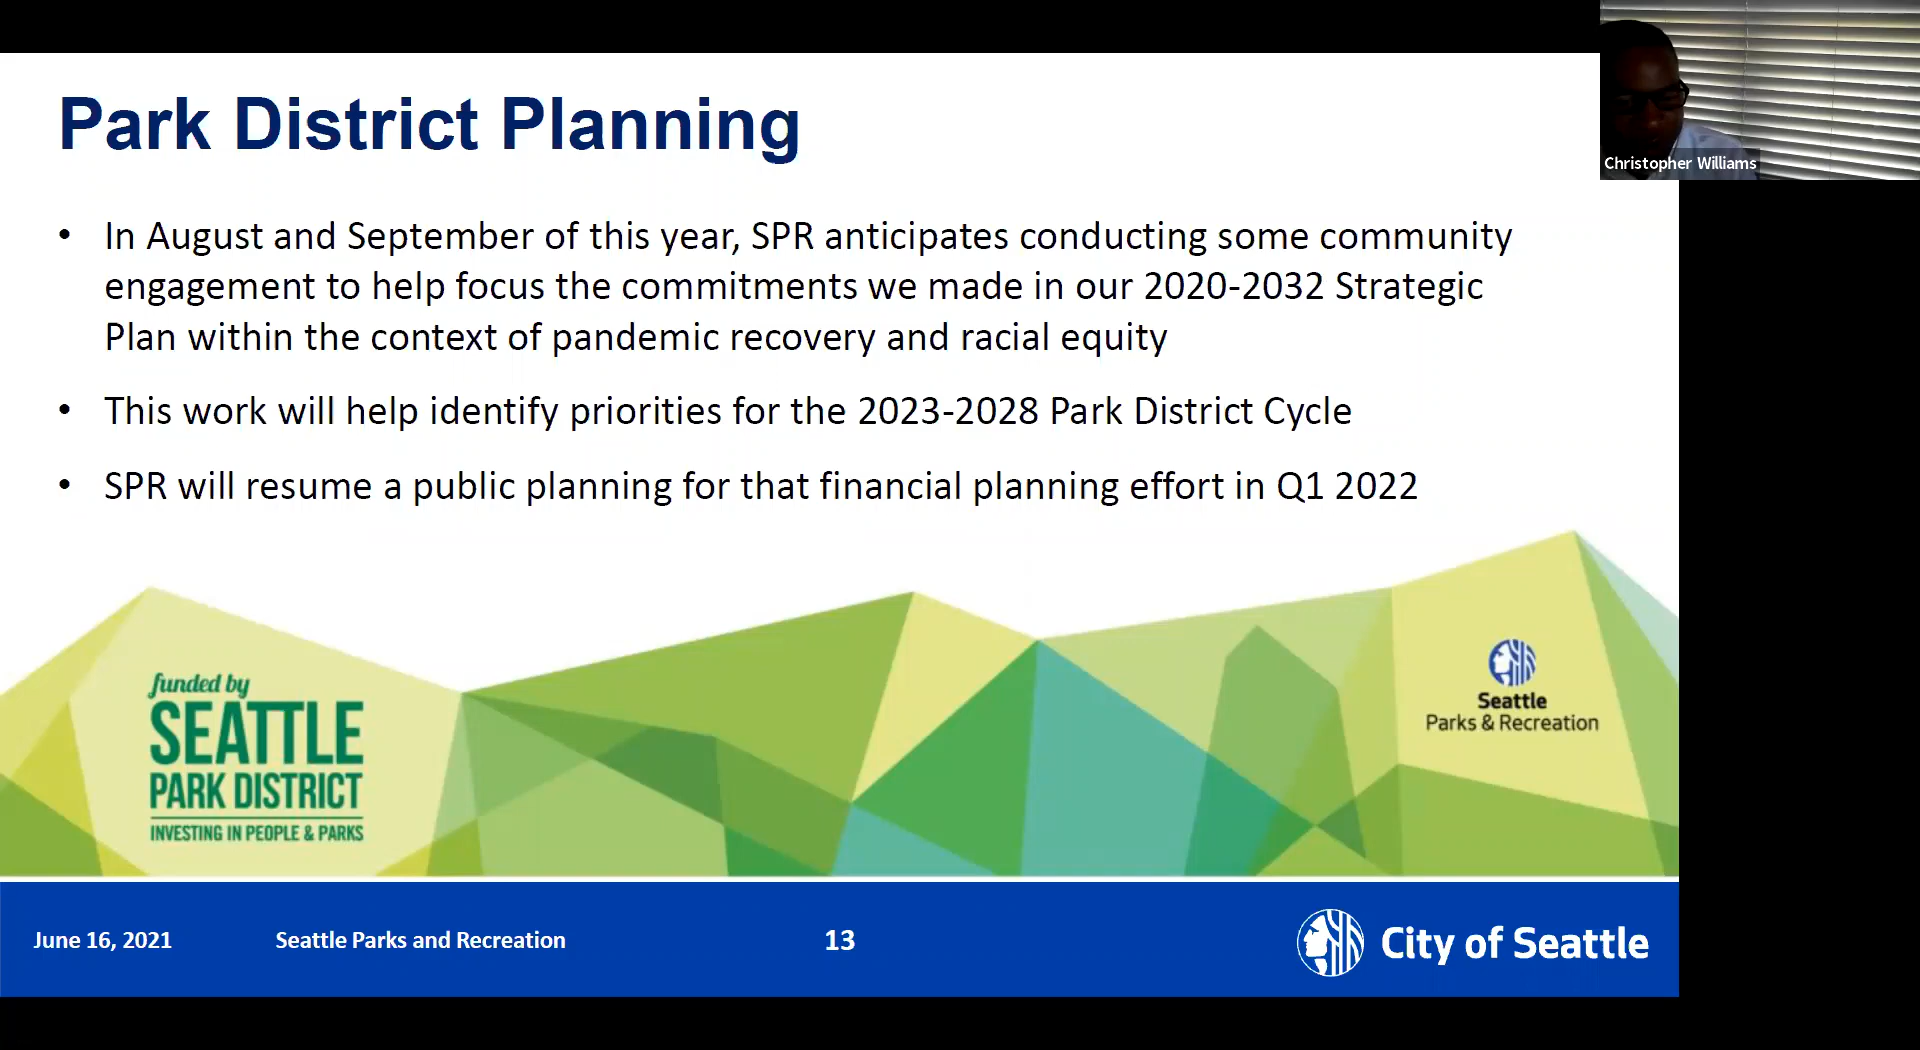 Park District Planning
Christopher Williams
• In August and September of this year, SPR anticipates conducting some community
engagement to help focus the commitments we made in our 2020-2032 Strategic
Plan within the context of pandemic recovery and racial equity
• This work will help identify priorities for the 2023-2028 Park District Cycle
• SPR will resume a public planning for that financial planning effort in Q1 2022
funded by
SEATTLE
PARK DISTRICT
INVESTING IN PEOPLE & PARKS
Seattle
Parks & Recreation
June 16, 2021
Seattle Parks and Recreation
13
City of Seattle